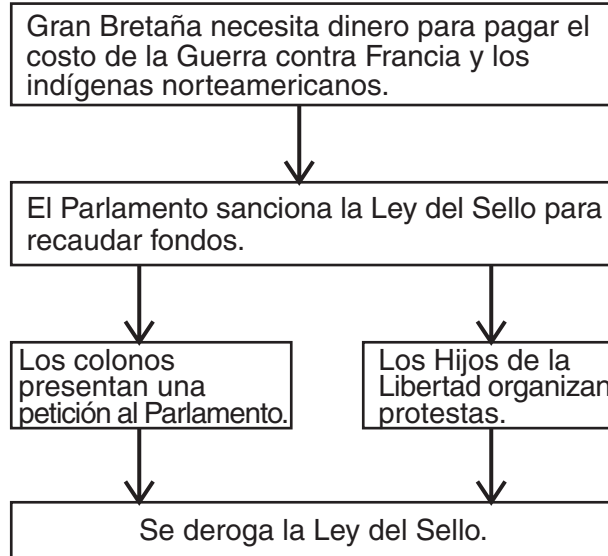 Gran Bretaña necesita dinero para pagar el
costo de la Guerra contra Francia y los
indígenas norteamericanos.
El Parlamento sanciona la Ley del Sello para
recaudar fondos.
Los colonos
presentan una
petición al Parlamento.
Los Hijos de la
Libertad organizan
protestas.
Se deroga la Ley del Sello.